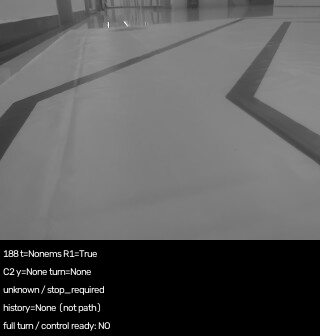 188 t=Nonems R1=True
C2 y=None turn=None
unknown / stop_required
history=None (not path)
full turn / control ready: NO